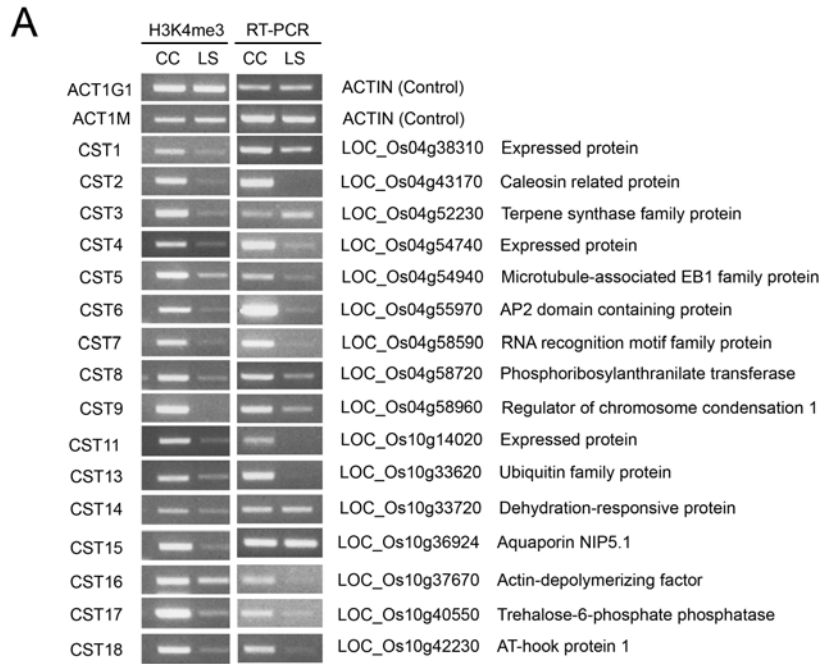 A
H3K4me3 RT-PCR
CC LS CC LS
ACT1G1 ACTIN (Control)
ACT1M ACTIN (Control)
CST1 LOC_Os04g38310 Expressed protein
CST2 LOC_Os04g43170 Caleosin related protein
CST3 LOC_Os04g52230 Terpene synthase family protein
CST4 LOC_Os04g54740 Expressed protein
CST5 LOC_Os04g54940 Microtubule-associated EB1 family protein
CST6 LOC_Os04g55970 AP2 domain containing protein
CST7 LOC_Os04g58590 RNA recognition motif family protein
CST8 LOC_Os04g58720 Phosphoribosylanthranilate transferase
CST9 LOC_Os04g58960 Regulator of chromosome condensation 1
CST11 LOC_Os10g14020 Expressed protein
CST13 LOC_Os10g33620 Ubiquitin family protein
CST14 LOC_Os10g33720 Dehydration-responsive protein
CST15 LOC_Os10g36924 Aquaporin NIP5.1
CST16 LOC_Os10g37670 Actin-depolymerizing factor
CST17 LOC_Os10g40550 Trehalose-6-phosphate phosphatase
CST18 LOC_Os10g42230 AT-hook protein 1